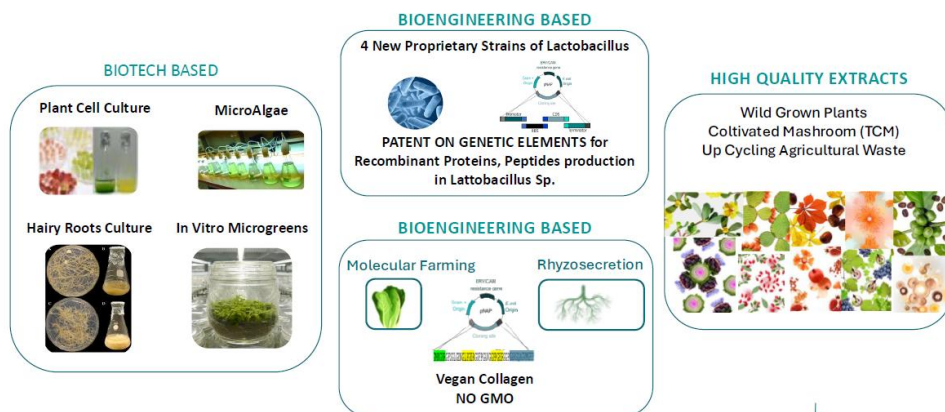 BIOTECH BASED
Plant Cell Culture
MicroAlgae
Hairy Roots Culture
In Vitro Microgreens
BIOENGINEERING BASED
4 New Proprietary Strains of Lactobacillus
PATENT ON GENETIC ELEMENTS for
Recombinant Proteins, Peptides production
in Lattobacillus Sp.
BIOENGINEERING BASED
Molecular Farming
Rhyzosecretion
Vegan Collagen
NO GMO
HIGH QUALITY EXTRACTS
Wild Grown Plants
Coltivated Mashroom (TCM)
Up Cycling Agricultural Waste